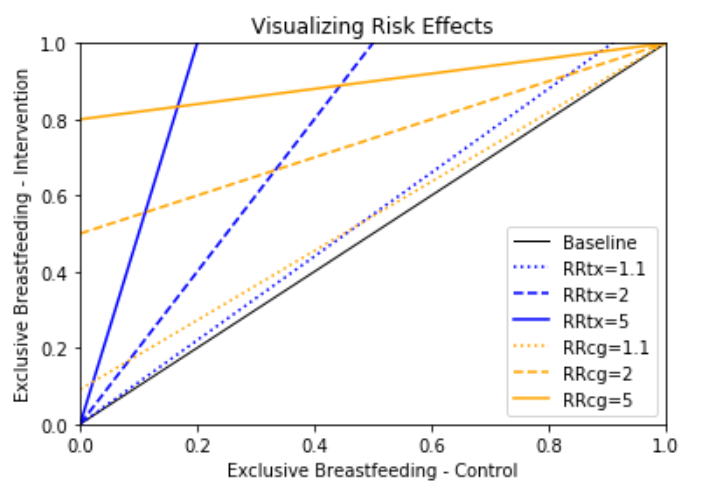 Visualizing Risk Effects
Exclusive Breastfeeding - Intervention
1.0
0.8
0.6
0.4
0.2
0.0
0.0 0.2 0.4 0.6 0.8 1.0
Exclusive Breastfeeding - Control
Baseline
RRtx=1.1
RRtx=2
RRtx=5
RRcg=1.1
RRcg=2
RRcg=5